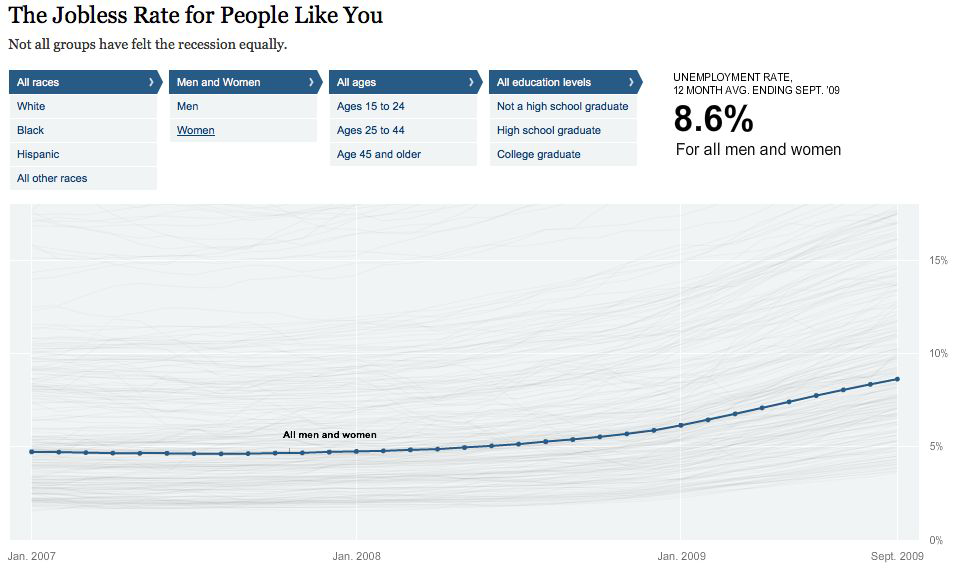 The Jobless Rate for People Like You
Not all groups have felt the recession equally.
All races
White
Black
Hispanic
All other races
Men and Women
Men
Women
All ages
Ages 15 to 24
Ages 25 to 44
Age 45 and older
All education levels
Not a high school graduate
High school graduate
College graduate
UNEMPLOYMENT RATE,
12 MONTH AVG. ENDING SEPT. '09
8.6%
For all men and women
15%
10%
All men and women
5%
0%
Jan. 2007
Jan. 2008
Jan. 2009
Sept. 2009